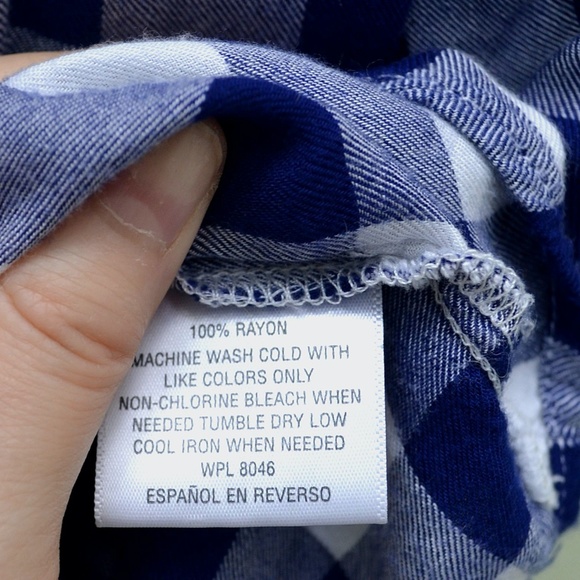 100% RAYON
MACHINE WASH COLD WITH
LIKE COLORS ONLY
NON-CHLORINE BLEACH WHEN
NEEDED TUMBLE DRY LOW
COOL IRON WHEN NEEDED
WPL 8046
ESPAÑOL EN REVERSO